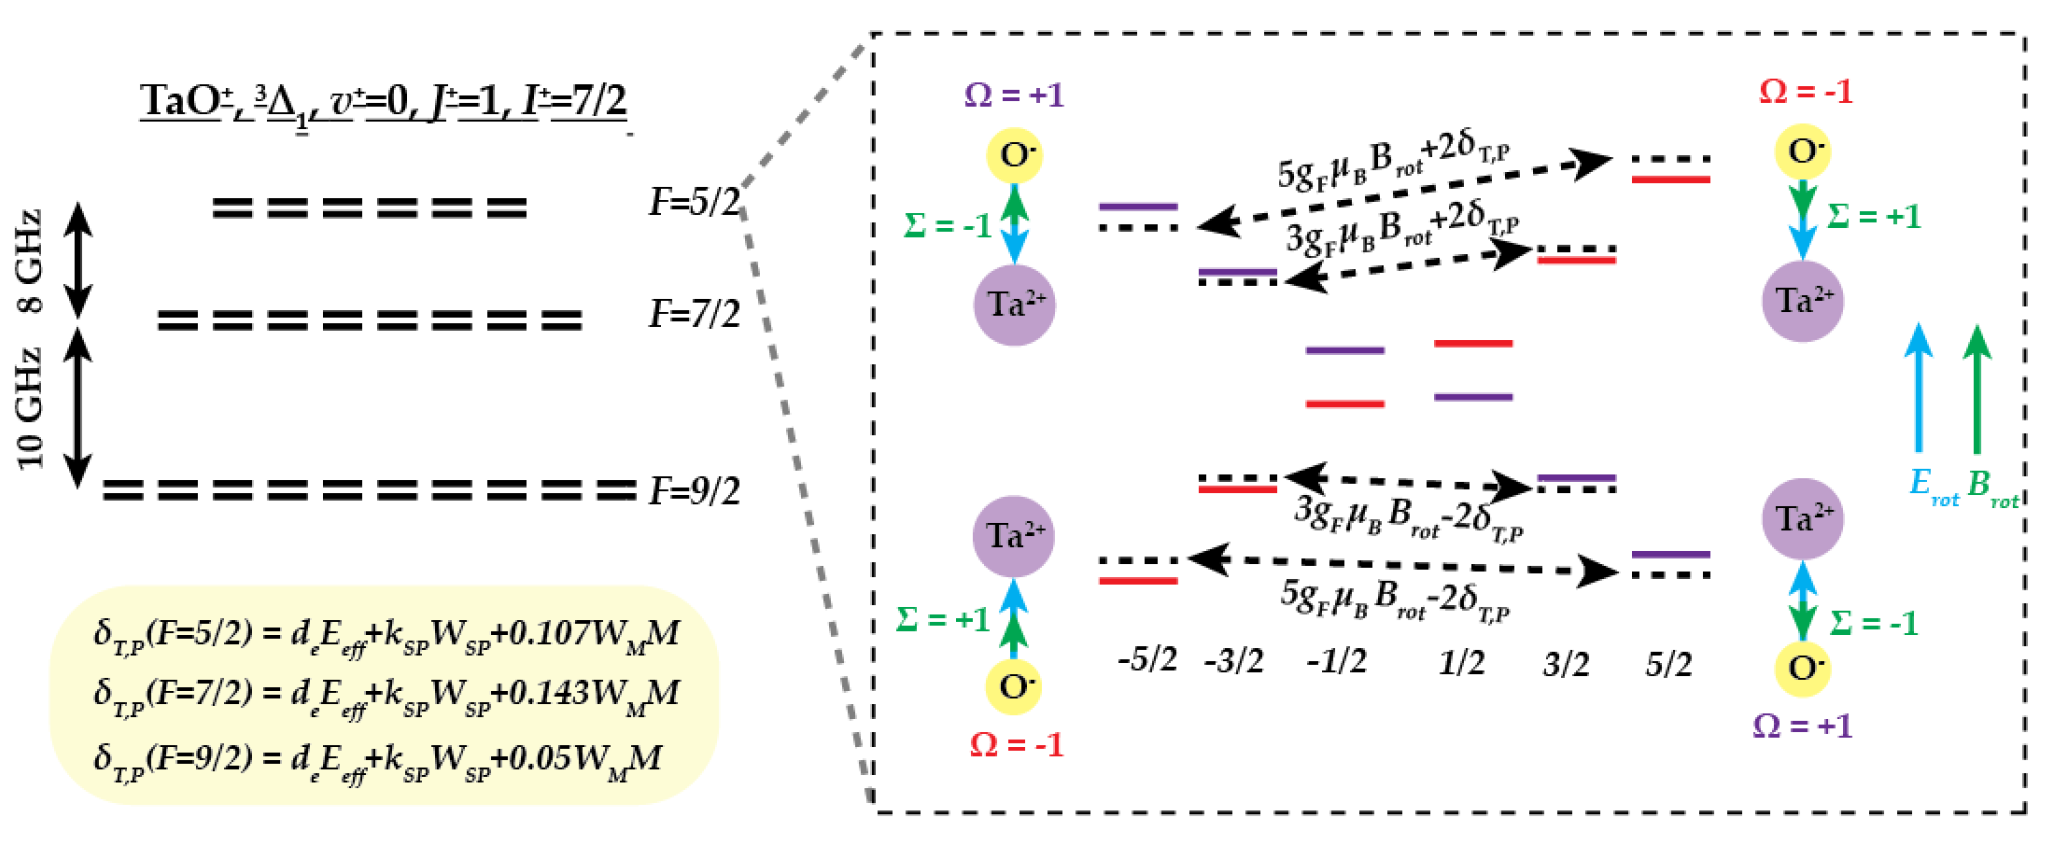 TaO⁺, ³Δ₁, v⁺=0, J⁺=1, I⁺=7/2
F=5/2
8 GHz
F=7/2
10 GHz
F=9/2
δT,P(F=5/2) = deEeff+kSPWSP+0.107WMM
δT,P(F=7/2) = deEeff+kSPWSP+0.143WMM
δT,P(F=9/2) = deEeff+kSPWSP+0.05WMM
Ω = +1
O⁻
Σ = -1
Ta²⁺
5gFμBBrot+2δT,P
3gFμBBrot+2δT,P
Ω = -1
O⁻
Σ = +1
Ta²⁺
Erot Brot
Ta²⁺
Σ = +1
O⁻
Ω = -1
3gFμBBrot-2δT,P
5gFμBBrot-2δT,P
-5/2 -3/2 -1/2 1/2 3/2 5/2
Ta²⁺
Σ = -1
O⁻
Ω = +1